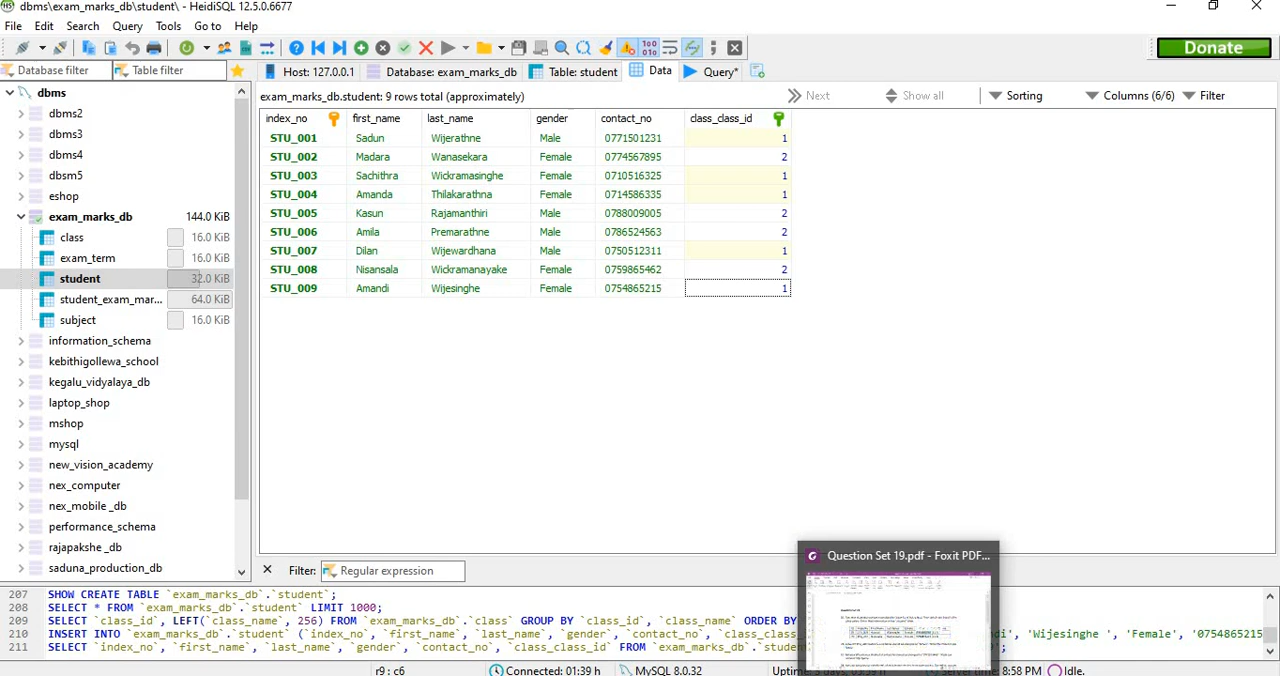 dbms\exam_marks_db\student\ - HeidiSQL 12.5.0.6677
File Edit Search Query Tools Go to Help
Donate
Database filter Table filter Host: 127.0.0.1 Database: exam_marks_db Table: student Data Query*
exam_marks_db.student: 9 rows total (approximately) Next Show all Sorting Columns (6/6) Filter
index_no first_name last_name gender contact_no class_class_id
STU_001 Sadun Wijerathne Male 0771501231 1
STU_002 Madara Wanasekara Female 0774567895 2
STU_003 Sachithra Wickramasinghe Female 0710516325 1
STU_004 Amanda Thilakarathna Female 0714586335 1
STU_005 Kasun Rajamanthiri Male 0788009005 2
STU_006 Amila Premarathne Male 0786524563 2
STU_007 Dilan Wijewardhana Male 0750512311 1
STU_008 Nisansala Wickramanayake Female 0759865462 2
STU_009 Amandi Wijesinghe Female 0754865215 1
dbms
dbms2
dbms3
dbms4
dbsm5
eshop
exam_marks_db 144.0 KiB
class 16.0 KiB
exam_term 16.0 KiB
student 32.0 KiB
student_exam_mar... 64.0 KiB
subject 16.0 KiB
information_schema
kebithigollewa_school
kegalu_vidyalaya_db
laptop_shop
mshop
mysql
new_vision_academy
nex_computer
nex_mobile _db
performance_schema
rajapakshe _db
saduna_production_db
Question Set 19.pdf - Foxit PDF...
Filter: Regular expression
207 SHOW CREATE TABLE `exam_marks_db`.`student`;
208 SELECT * FROM `exam_marks_db`.`student` LIMIT 1000;
209 SELECT `class_id`, LEFT(`class_name`, 256) FROM `exam_marks_db`.`class` GROUP BY `class_id`, `class_name` ORDER BY
210 INSERT INTO `exam_marks_db`.`student` (`index_no`, `first_name`, `last_name`, `gender`, `contact_no`, 'Wijesinghe ', 'Female', '0754865215
211 SELECT `index_no`, `first_name`, `last_name`, `gender`, `contact_no`, `class_class_id` FROM
r9 : c6 Connected: 01:39 h MySQL 8.0.32 8:58 PM Idle.